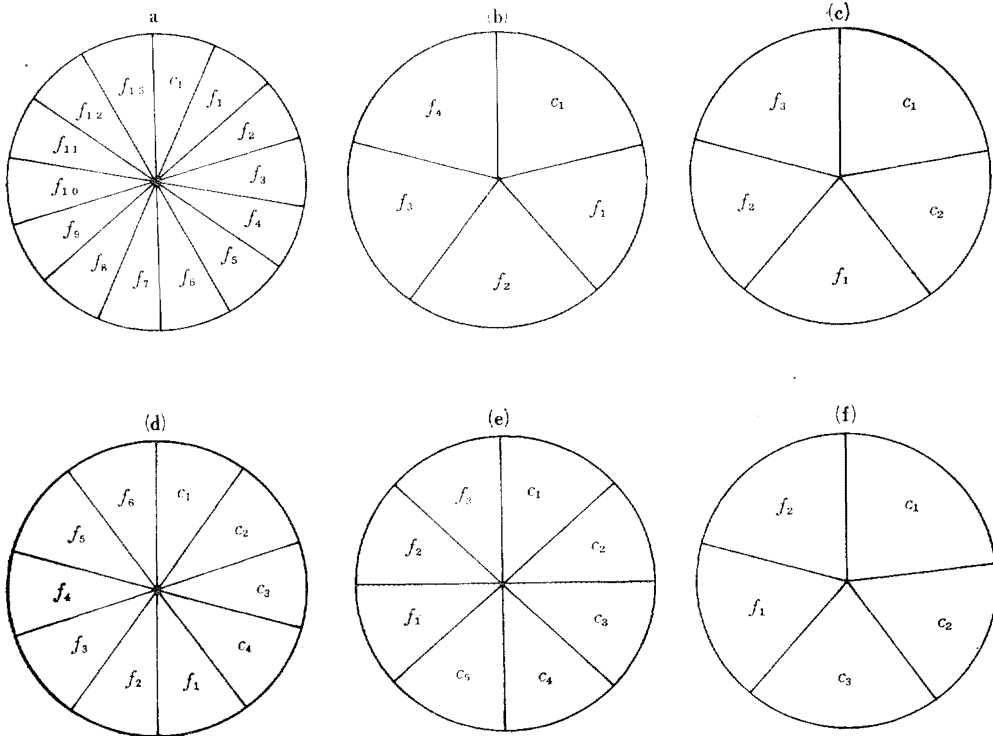 a
c₁
f₁
f₂
f₃
f₄
f₅
f₆
f₇
f₈
f₉
f₁₀
f₁₁
f₁₂
f₁₃
(b)
c₁
f₁
f₂
f₃
f₄
(c)
c₁
c₂
f₁
f₂
f₃
(d)
c₁
c₂
c₃
c₄
f₁
f₂
f₃
f₄
f₅
f₆
(e)
c₁
c₂
c₃
c₄
c₅
f₁
f₂
f₃
(f)
c₁
c₂
c₃
f₁
f₂